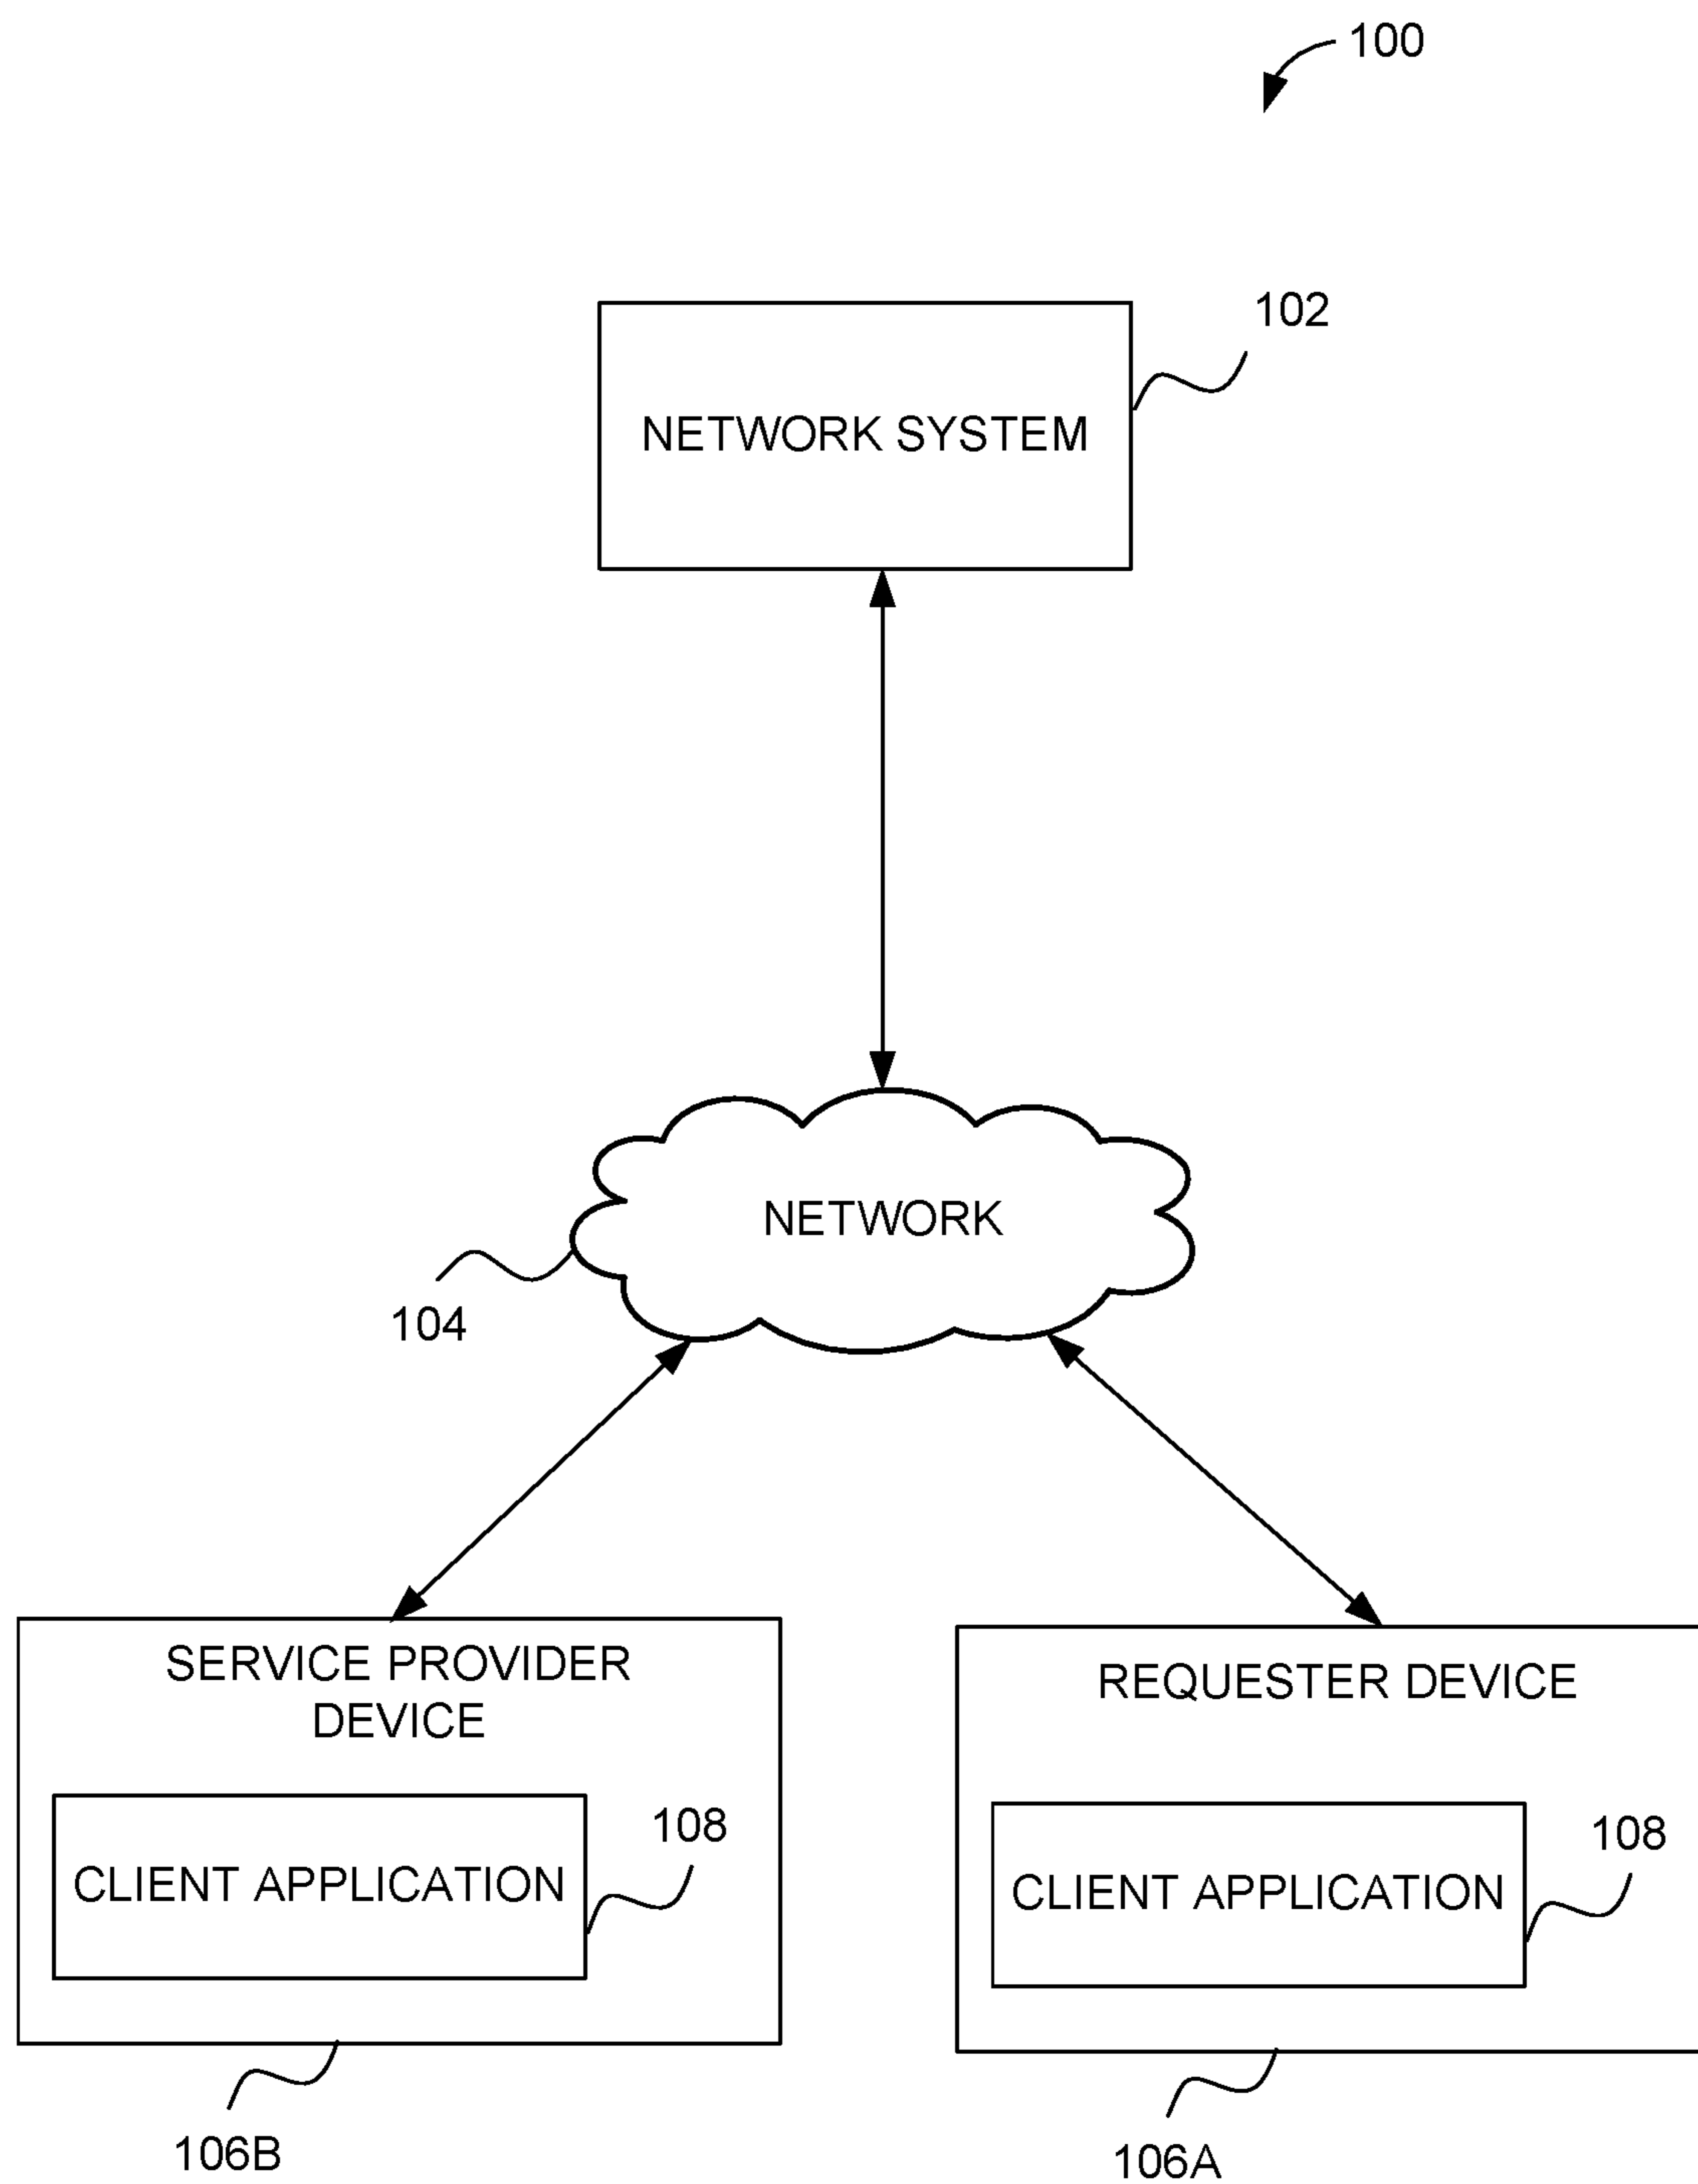 100
102
NETWORK SYSTEM
NETWORK
104
SERVICE PROVIDER
DEVICE
CLIENT APPLICATION
108
106B
REQUESTER DEVICE
CLIENT APPLICATION
108
106A